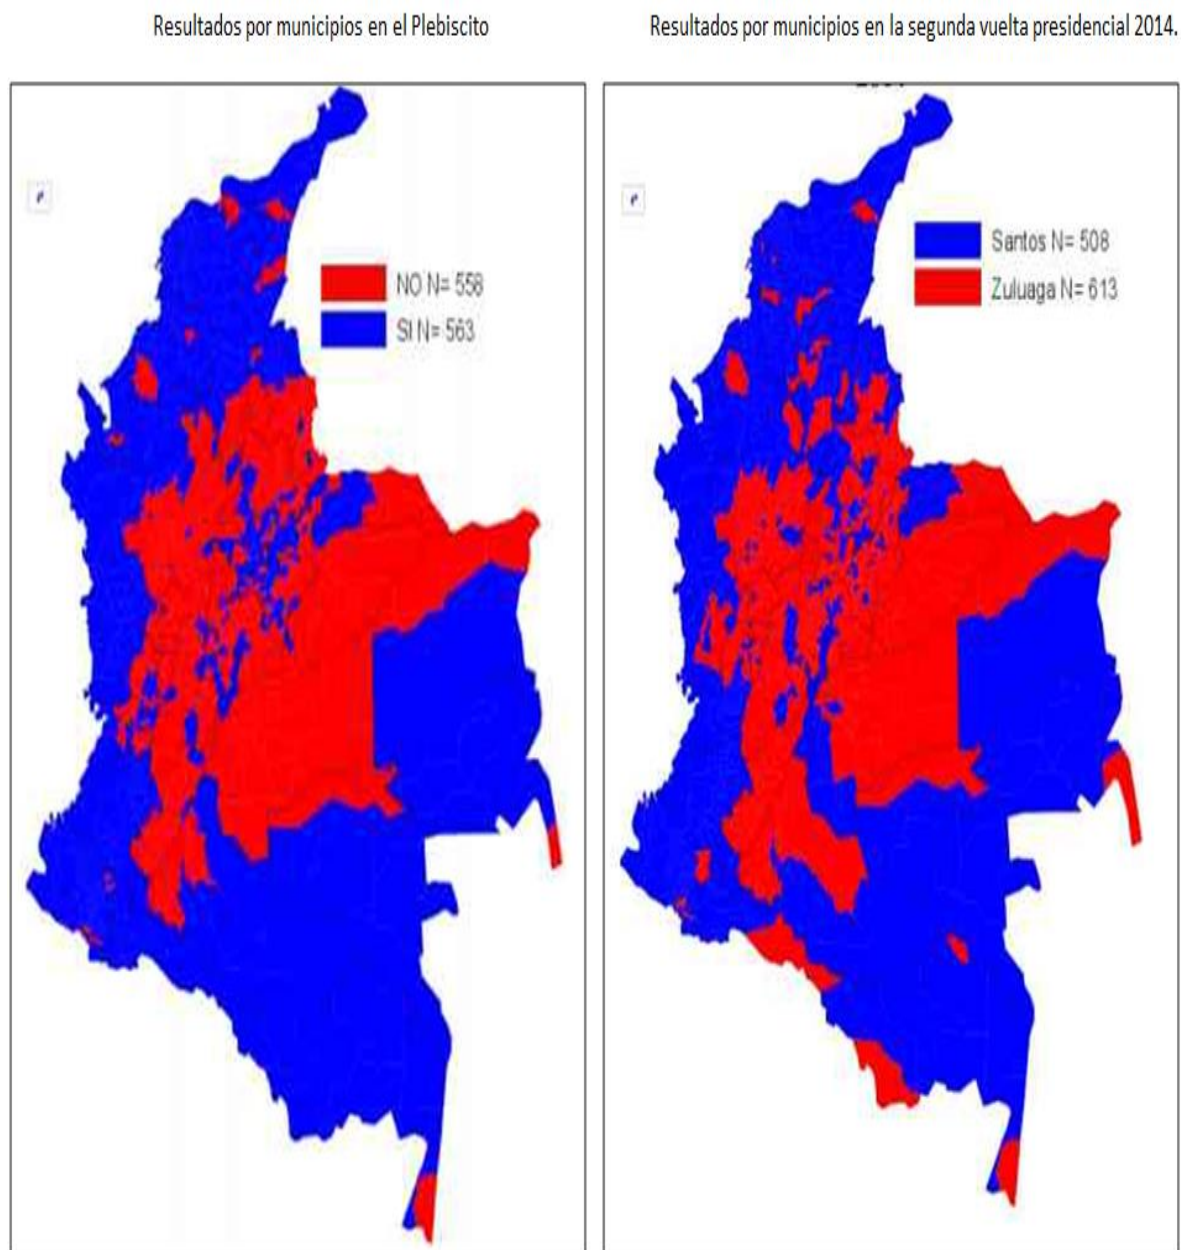 Resultados por municipios en el Plebiscito
Resultados por municipios en la segunda vuelta presidencial 2014.
NO N= 558
SI N= 563
Santos N= 508
Zuluaga N= 613